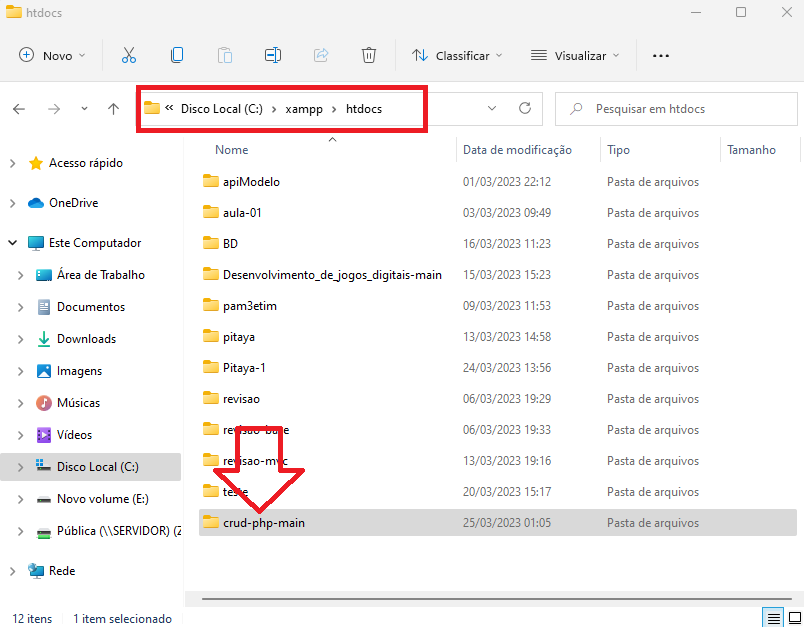 htdocs
Novo Classificar Visualizar
« Disco Local (C:) › xampp › htdocs Pesquisar em htdocs
Nome Data de modificação Tipo Tamanho
Acesso rápido
OneDrive
Este Computador
Área de Trabalho
Documentos
Downloads
Imagens
Músicas
Vídeos
Disco Local (C:)
Novo volume (E:)
Pública (\\SERVIDOR) (Z
Rede
apiModelo 01/03/2023 22:12 Pasta de arquivos
aula-01 03/03/2023 09:49 Pasta de arquivos
BD 16/03/2023 11:23 Pasta de arquivos
Desenvolvimento_de_jogos_digitais-main 15/03/2023 15:23 Pasta de arquivos
pam3etim 09/03/2023 11:53 Pasta de arquivos
pitaya 13/03/2023 14:58 Pasta de arquivos
Pitaya-1 24/03/2023 13:56 Pasta de arquivos
revisao 06/03/2023 19:29 Pasta de arquivos
revisao-base 06/03/2023 19:33 Pasta de arquivos
revisao-mvc 13/03/2023 19:16 Pasta de arquivos
teste 20/03/2023 15:17 Pasta de arquivos
crud-php-main 25/03/2023 01:05 Pasta de arquivos
12 itens 1 item selecionado